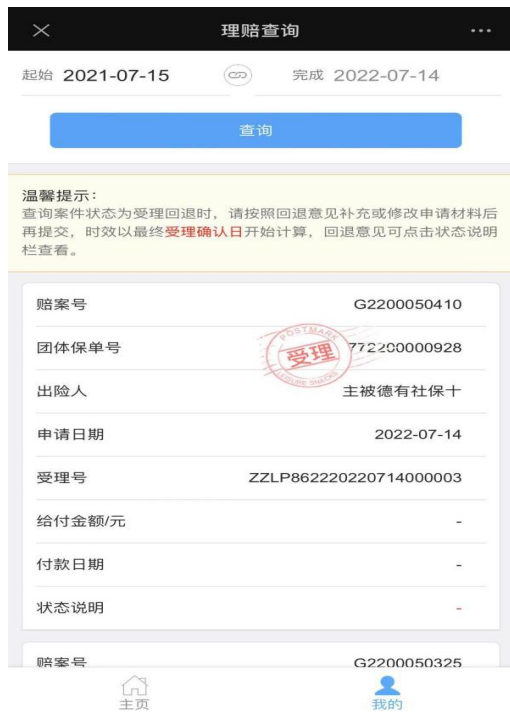 理赔查询
起始 2021-07-15 完成 2022-07-14
查询
温馨提示：
查询案件状态为受理回退时，请按照回退意见补充或修改申请材料后
再提交，时效以最终受理确认日开始计算，回退意见可点击状态说明
栏查看。
赔案号 G2200050410
POSTMARK
团体保单号 772200000928
受理
LEISURE SNACKS
出险人 主被德有社保十
申请日期 2022-07-14
受理号 ZZLP862220220714000003
给付金额/元 -
付款日期 -
状态说明 -
赔案号 G2200050325
主页 我的